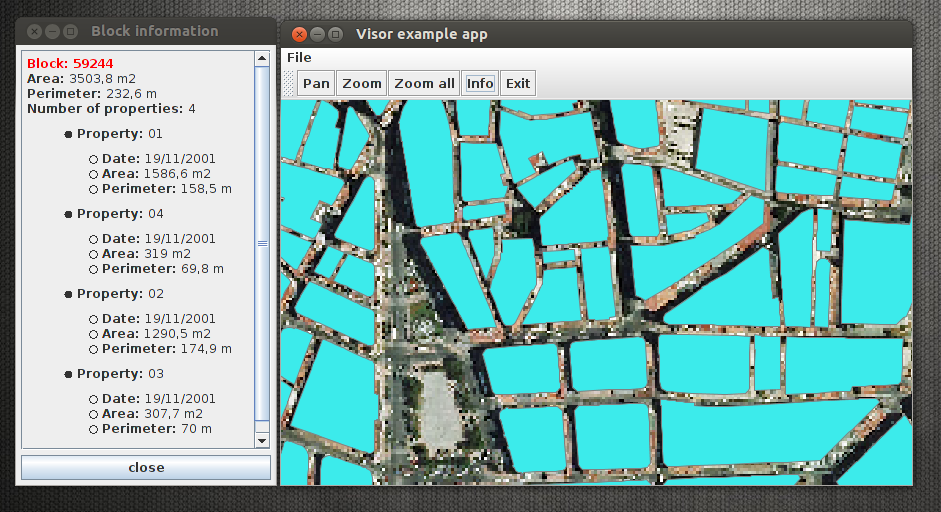 Block information
Block: 59244
Area: 3503,8 m2
Perimeter: 232,6 m
Number of properties: 4
Property: 01
Date: 19/11/2001
Area: 1586,6 m2
Perimeter: 158,5 m
Property: 04
Date: 19/11/2001
Area: 319 m2
Perimeter: 69,8 m
Property: 02
Date: 19/11/2001
Area: 1290,5 m2
Perimeter: 174,9 m
Property: 03
Date: 19/11/2001
Area: 307,7 m2
Perimeter: 70 m
close
Visor example app
File
Pan Zoom Zoom all Info Exit